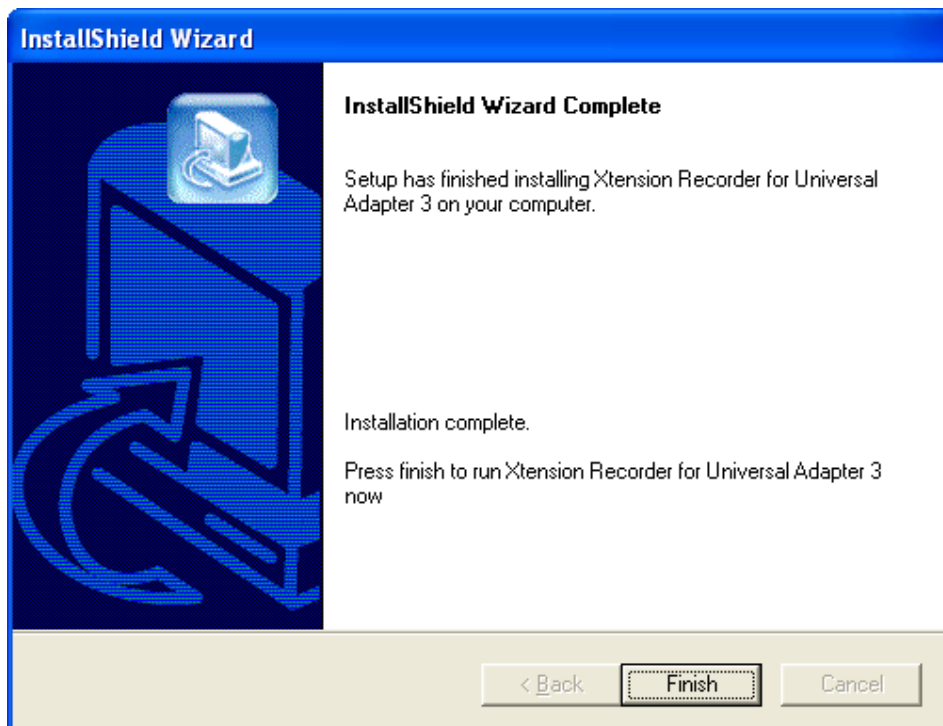 InstallShield Wizard
InstallShield Wizard Complete
Setup has finished installing Xtension Recorder for Universal
Adapter 3 on your computer.
Installation complete.
Press finish to run Xtension Recorder for Universal Adapter 3
now
< Back
Finish
Cancel